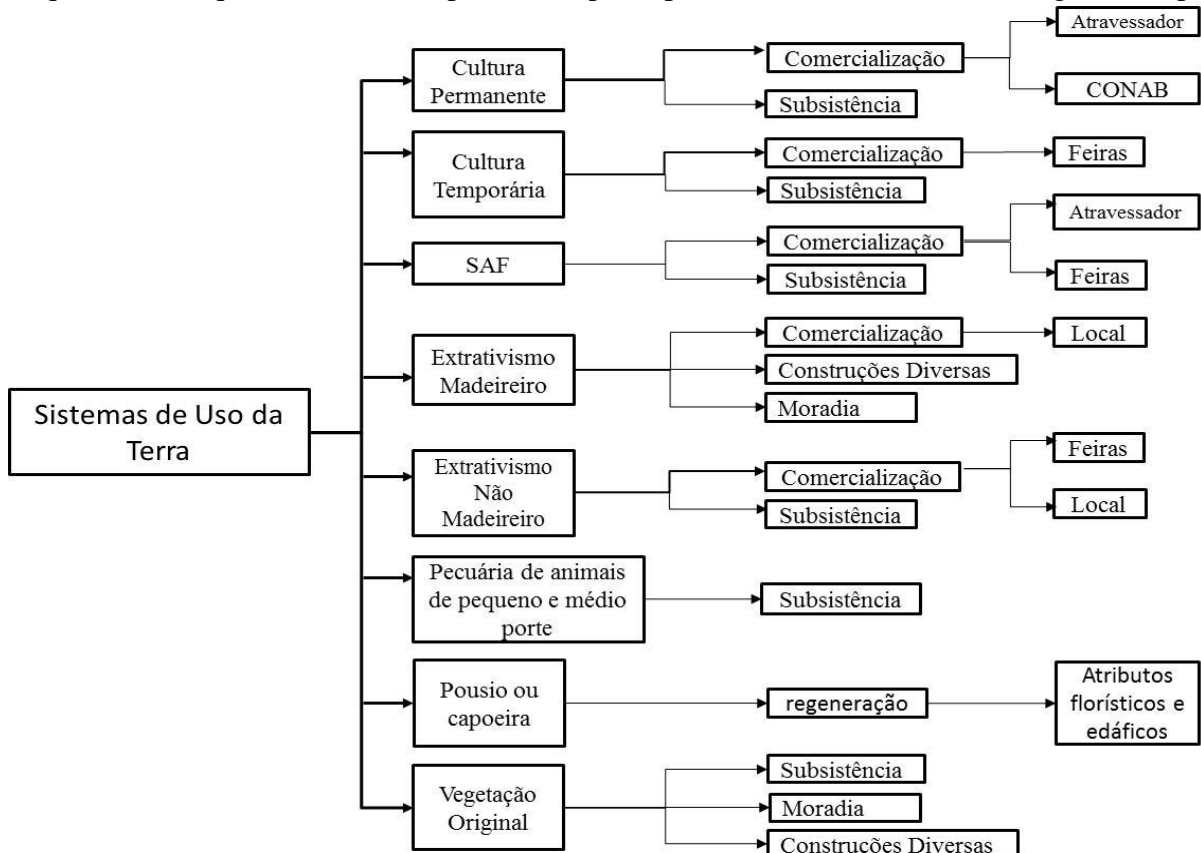 Atravessador
Comercialização
Cultura
Permanente
CONAB
Subsistência
Comercialização
Feiras
Cultura
Temporária
Subsistência
Atravessador
Comercialização
SAF
Subsistência
Feiras
Comercialização
Local
Extrativismo
Madeireiro
Construções Diversas
Moradia
Sistemas de Uso da
Terra
Feiras
Extrativismo
Não
Madeireiro
Comercialização
Local
Subsistência
Pecuária de animais
de pequeno e médio
porte
Subsistência
Pousio ou
capoeira
regeneração
Atributos
florísticos e
edáficos
Vegetação
Original
Subsistência
Moradia
Construções Diversas